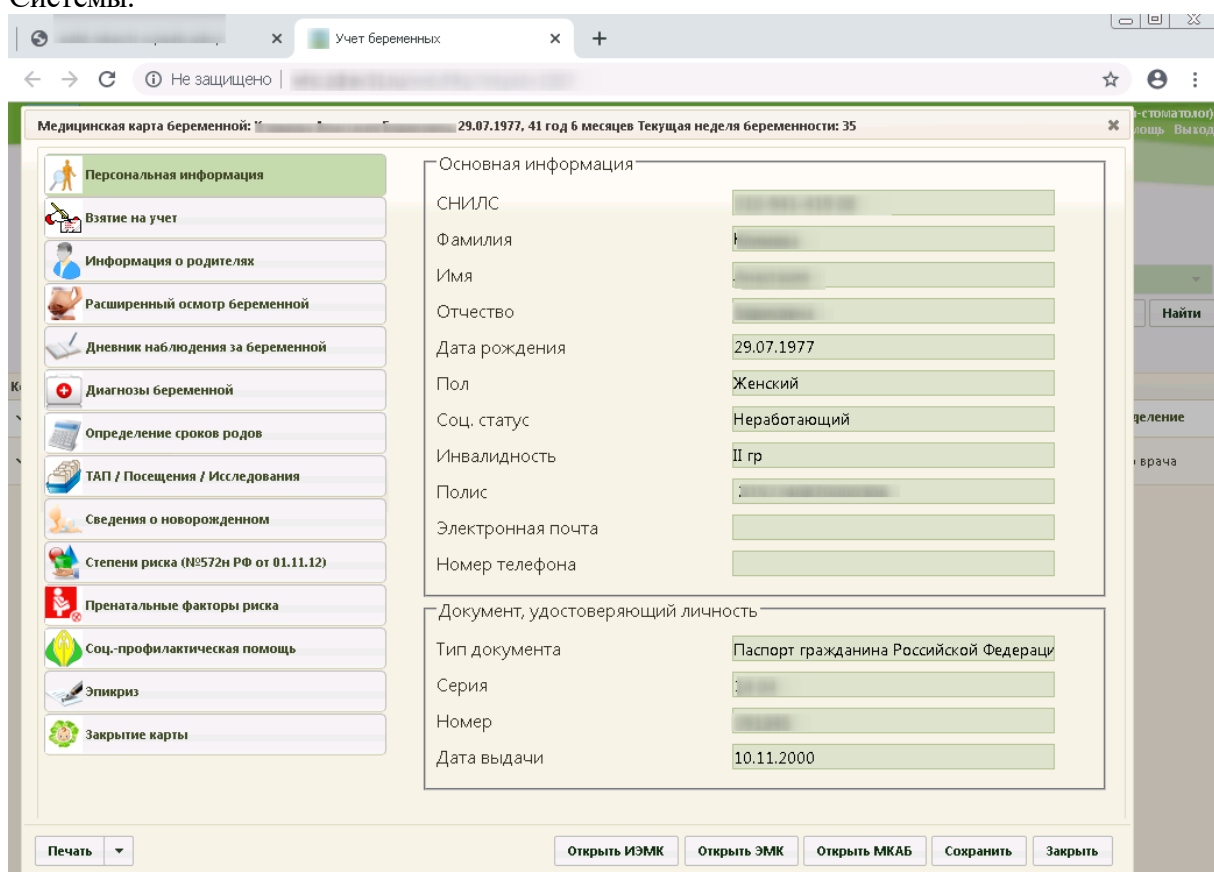 Системы.
Учет беременных
Не защищено
-стоматолог)
Выход
Медицинская карта беременной: 29.07.1977, 41 год 6 месяцев Текущая неделя беременности: 35
Персональная информация
Взятие на учет
Информация о родителях
Расширенный осмотр беременной
Дневник наблюдения за беременной
Диагнозы беременной
Определение сроков родов
ТАП / Посещения / Исследования
Сведения о новорожденном
Степени риска (№572н РФ от 01.11.12)
Пренатальные факторы риска
Соц.-профилактическая помощь
Эпикриз
Закрытие карты
Основная информация
СНИЛС
Фамилия
Имя
Отчество
Дата рождения 29.07.1977
Пол Женский
Соц. статус Неработающий
Инвалидность II гр
Полис
Электронная почта
Номер телефона
Документ, удостоверяющий личность
Тип документа Паспорт гражданина Российской Федераци
Серия
Номер
Дата выдачи 10.11.2000
Найти
деление
врача
Печать Открыть ИЭМК Открыть ЭМК Открыть МКАБ Сохранить Закрыть